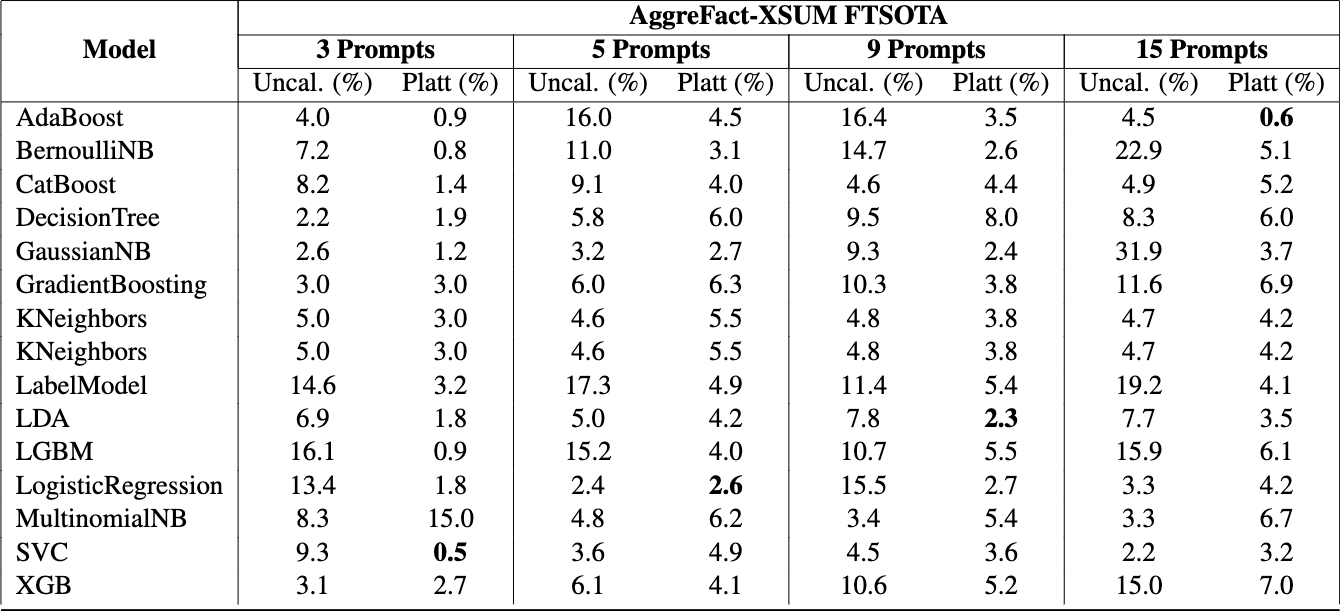 AggreFact-XSUM FTSOTA
Model 3 Prompts 5 Prompts 9 Prompts 15 Prompts
Uncal. (%) Platt (%) Uncal. (%) Platt (%) Uncal. (%) Platt (%) Uncal. (%) Platt (%)
AdaBoost 4.0 0.9 16.0 4.5 16.4 3.5 4.5 0.6
BernoulliNB 7.2 0.8 11.0 3.1 14.7 2.6 22.9 5.1
CatBoost 8.2 1.4 9.1 4.0 4.6 4.4 4.9 5.2
DecisionTree 2.2 1.9 5.8 6.0 9.5 8.0 8.3 6.0
GaussianNB 2.6 1.2 3.2 2.7 9.3 2.4 31.9 3.7
GradientBoosting 3.0 3.0 6.0 6.3 10.3 3.8 11.6 6.9
KNeighbors 5.0 3.0 4.6 5.5 4.8 3.8 4.7 4.2
KNeighbors 5.0 3.0 4.6 5.5 4.8 3.8 4.7 4.2
LabelModel 14.6 3.2 17.3 4.9 11.4 5.4 19.2 4.1
LDA 6.9 1.8 5.0 4.2 7.8 2.3 7.7 3.5
LGBM 16.1 0.9 15.2 4.0 10.7 5.5 15.9 6.1
LogisticRegression 13.4 1.8 2.4 2.6 15.5 2.7 3.3 4.2
MultinomialNB 8.3 15.0 4.8 6.2 3.4 5.4 3.3 6.7
SVC 9.3 0.5 3.6 4.9 4.5 3.6 2.2 3.2
XGB 3.1 2.7 6.1 4.1 10.6 5.2 15.0 7.0